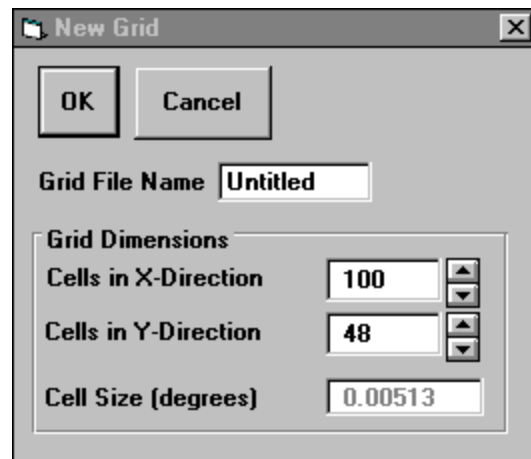 New Grid
OK Cancel
Grid File Name Untitled
Grid Dimensions
Cells in X-Direction 100
Cells in Y-Direction 48
Cell Size (degrees) 0.00513